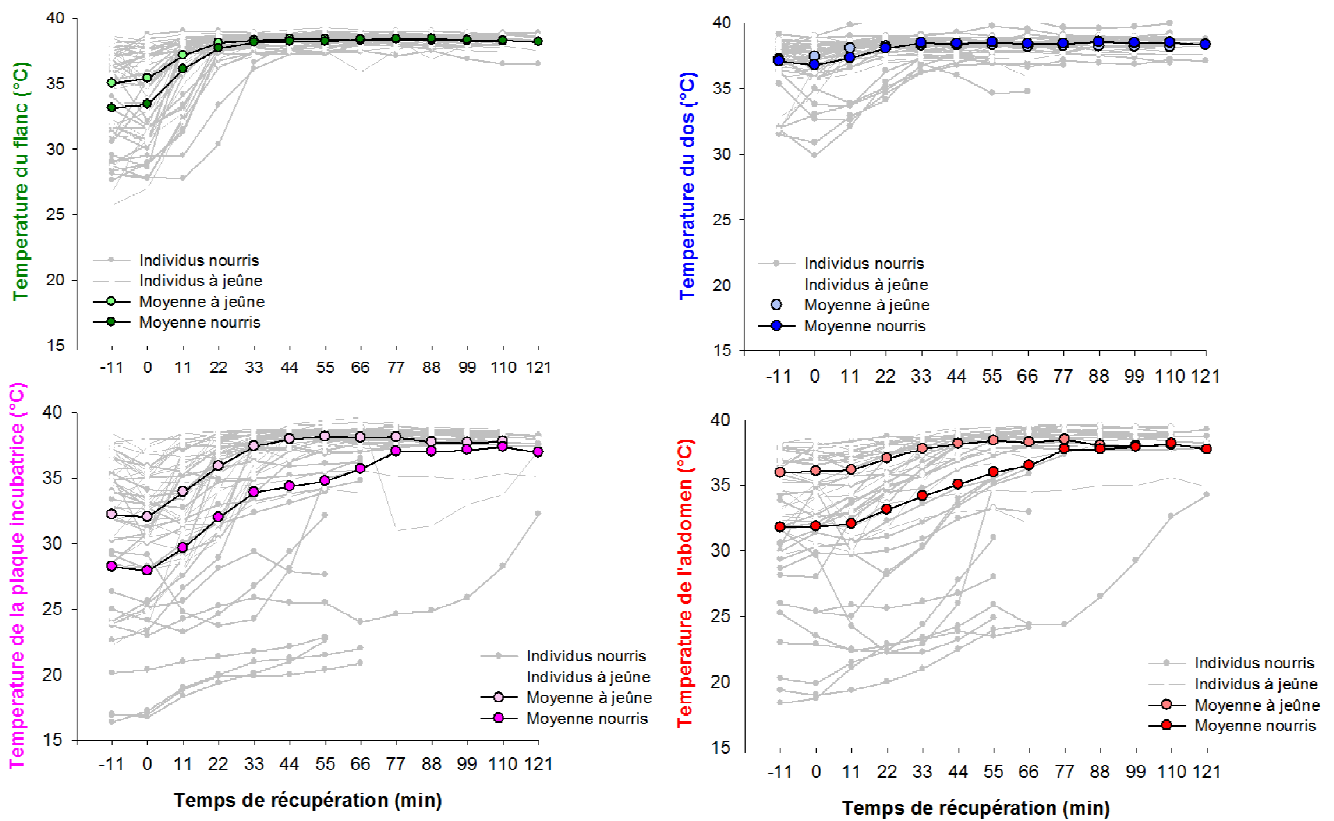 Temperature du flanc (°C)
40
35
30
25
20
15
Individus nourris
Individus à jeûne
Moyenne à jeûne
Moyenne nourris
-11 0 11 22 33 44 55 66 77 88 99 110 121
Temperature du dos (°C)
40
35
30
25
20
15
Individus nourris
Individus à jeûne
Moyenne à jeûne
Moyenne nourris
-11 0 11 22 33 44 55 66 77 88 99 110 121
Temperature de la plaque incubatrice (°C)
40
35
30
25
20
15
Individus nourris
Individus à jeûne
Moyenne à jeûne
Moyenne nourris
-11 0 11 22 33 44 55 66 77 88 99 110 121
Temps de récupération (min)
Temperature de l'abdomen (°C)
40
35
30
25
20
15
Individus nourris
Individus à jeûne
Moyenne à jeûne
Moyenne nourris
-11 0 11 22 33 44 55 66 77 88 99 110 121
Temps de récupération (min)